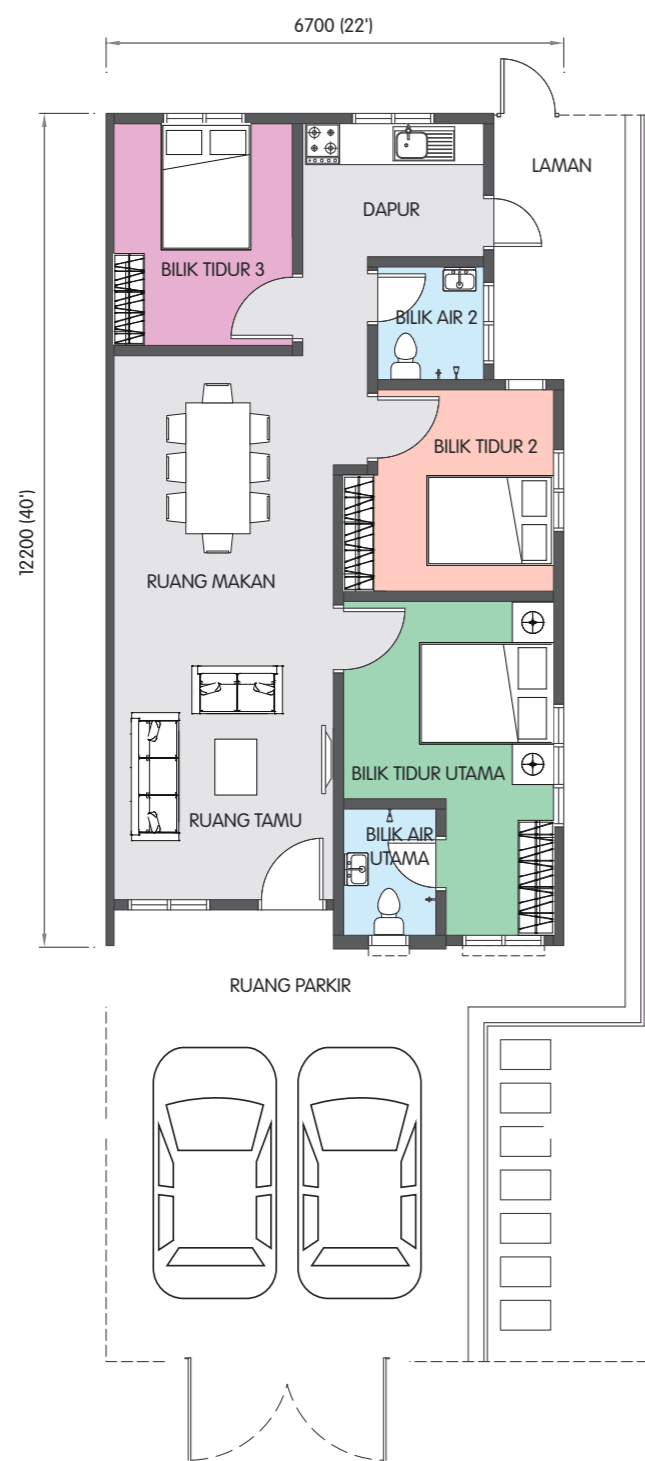 6700 (22')
LAMAN
DAPUR
BILIK TIDUR 3
BILIK AIR 2
BILIK TIDUR 2
12200 (40')
RUANG MAKAN
BILIK TIDUR UTAMA
RUANG TAMU
BILIK AIR
UTAMA
RUANG PARKIR